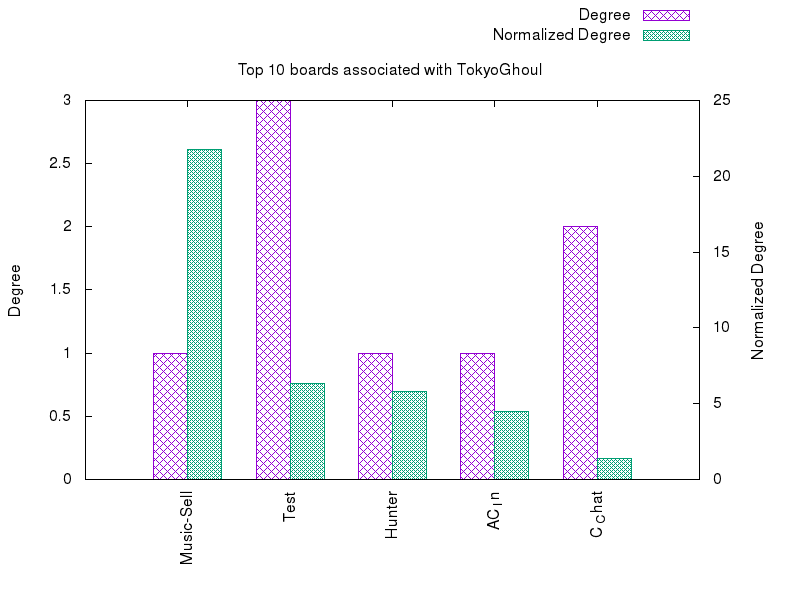 Degree
Normalized Degree
Top 10 boards associated with TokyoGhoul
3
2.5
2
1.5
1
0.5
0
25
20
15
10
5
0
Degree
Normalized Degree
Music-Sell
Test
Hunter
AC_In
C_Chat